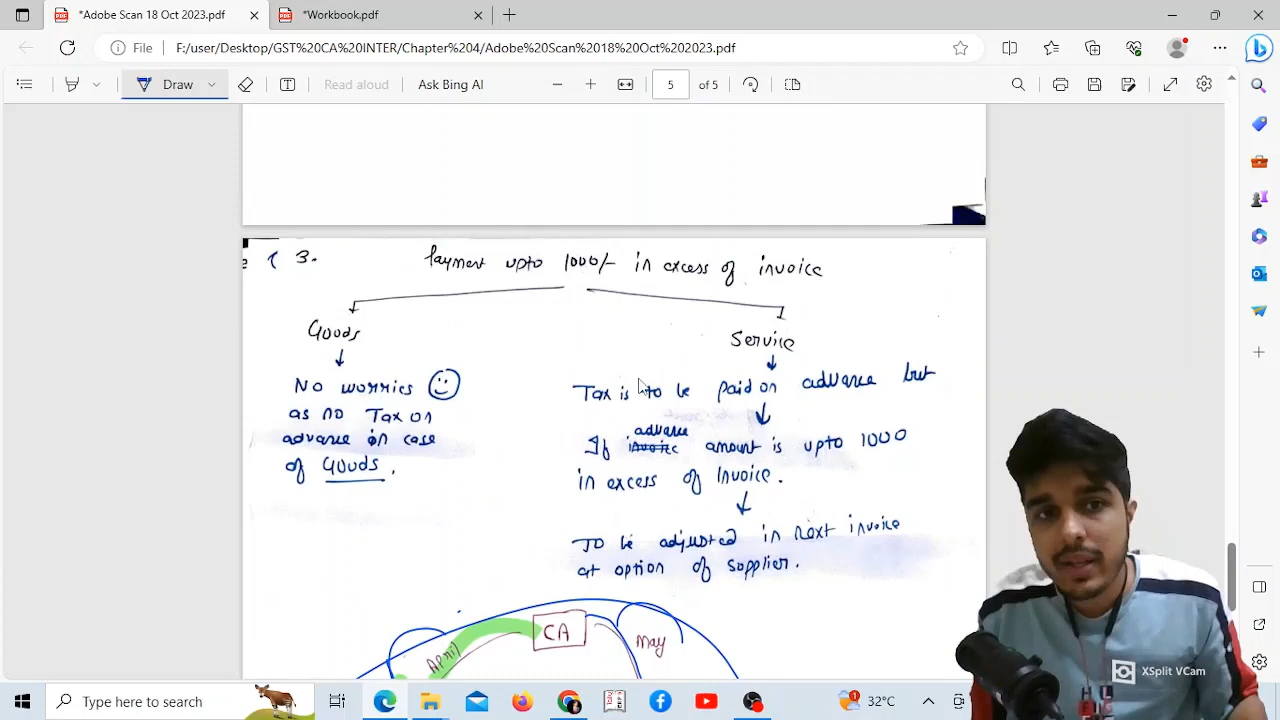 *Adobe Scan 18 Oct 2023.pdf
*Workbook.pdf
File
F:/user/Desktop/GST%20CA%20INTER/Chapter%204/Adobe%20Scan%2018%20Oct%202023.pdf
Draw
Read aloud
Ask Bing AI
5
of 5
3. Payment upto 1000/- in excess of invoice
Goods
Service
No worries
as no Tax on
advance in case
of Goods.
Tax is to be paid on advance but
advance
If invoice amount is upto 1000
in excess of Invoice.
To be adjusted in next invoice
at option of supplier.
CA
April
May
XSplit VCam
Type here to search
32°C